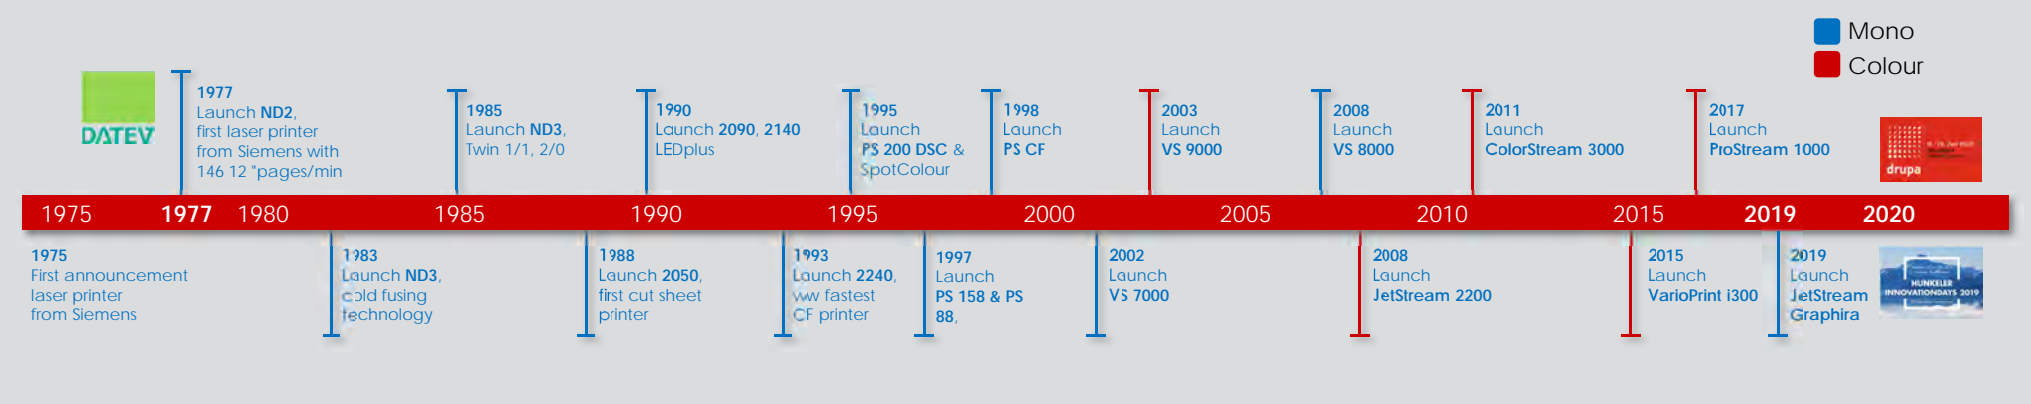 Mono
Colour
DATEV
1977
Launch ND2,
first laser printer
from Siemens with
146 12 "pages/min
1985
Launch ND3,
Twin 1/1, 2/0
1990
Launch 2090, 2140
LEDplus
1995
Launch
PS 200 DSC &
SpotColour
1998
Launch
PS CF
2003
Launch
VS 9000
2008
Launch
VS 8000
2011
Launch
ColorStream 3000
2017
Launch
ProStream 1000
drupa
1975 1977 1980 1985 1990 1995 2000 2005 2010 2015 2019 2020
1975
First announcement
laser printer
from Siemens
1983
Launch ND3,
cold fusing
technology
1988
Launch 2050,
first cut sheet
printer
1993
Launch 2240,
ww fastest
CF printer
1997
Launch
PS 158 & PS
88,
2002
Launch
VS 7000
2008
Launch
JetStream 2200
2015
Launch
VarioPrint i300
2019
Launch
JetStream
Graphira
HUNKELER
INNOVATIONDAYS 2019